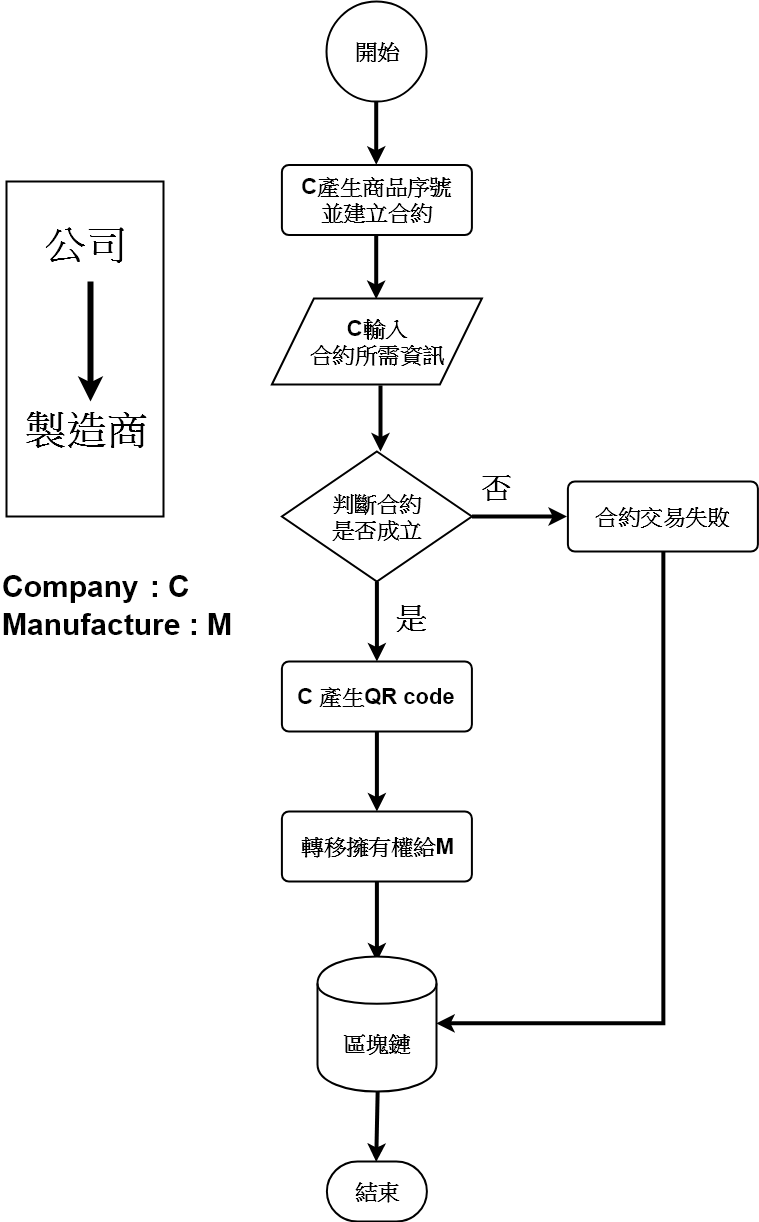 開始
C產生商品序號
並建立合約
公司
製造商
C輸入
合約所需資訊
判斷合約
是否成立
否
合約交易失敗
Company : C
Manufacture : M
是
C 產生QR code
轉移擁有權給M
區塊鏈
結束